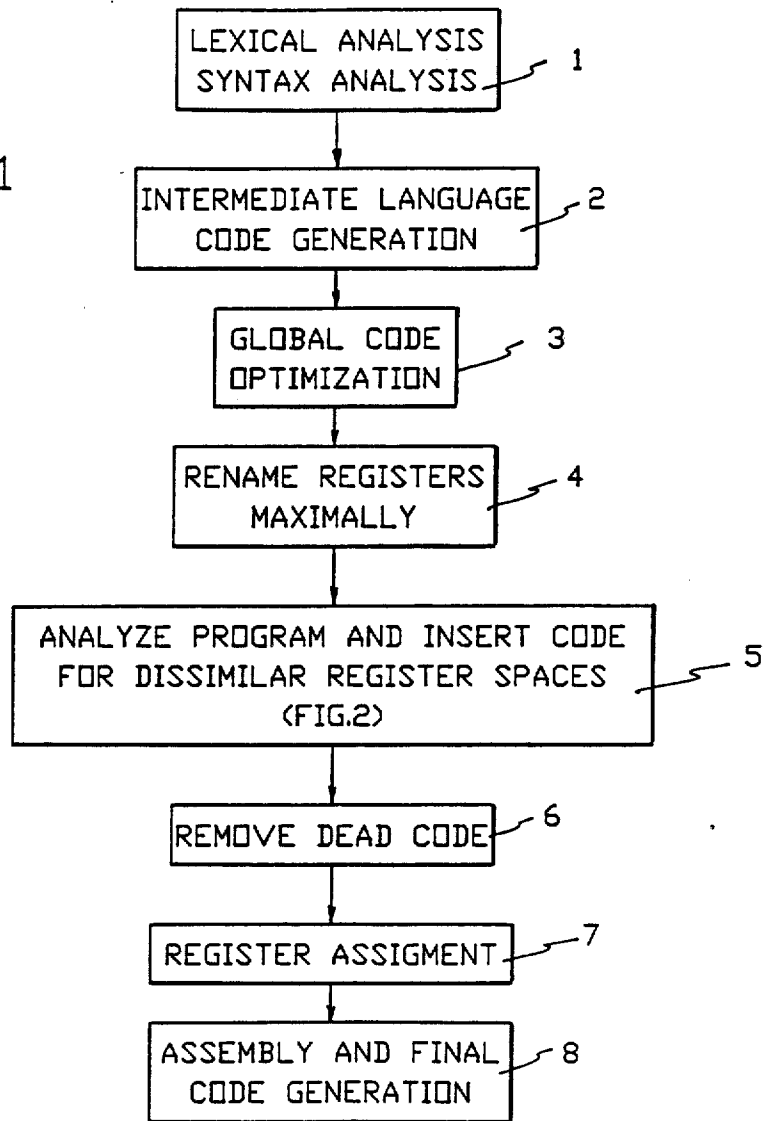 LEXICAL ANALYSIS
SYNTAX ANALYSIS
1
1
INTERMEDIATE LANGUAGE
CODE GENERATION
2
GLOBAL CODE
OPTIMIZATION
3
RENAME REGISTERS
MAXIMALLY
4
ANALYZE PROGRAM AND INSERT CODE
FOR DISSIMILAR REGISTER SPACES
(FIG.2)
5
REMOVE DEAD CODE
6
REGISTER ASSIGMENT
7
ASSEMBLY AND FINAL
CODE GENERATION
8